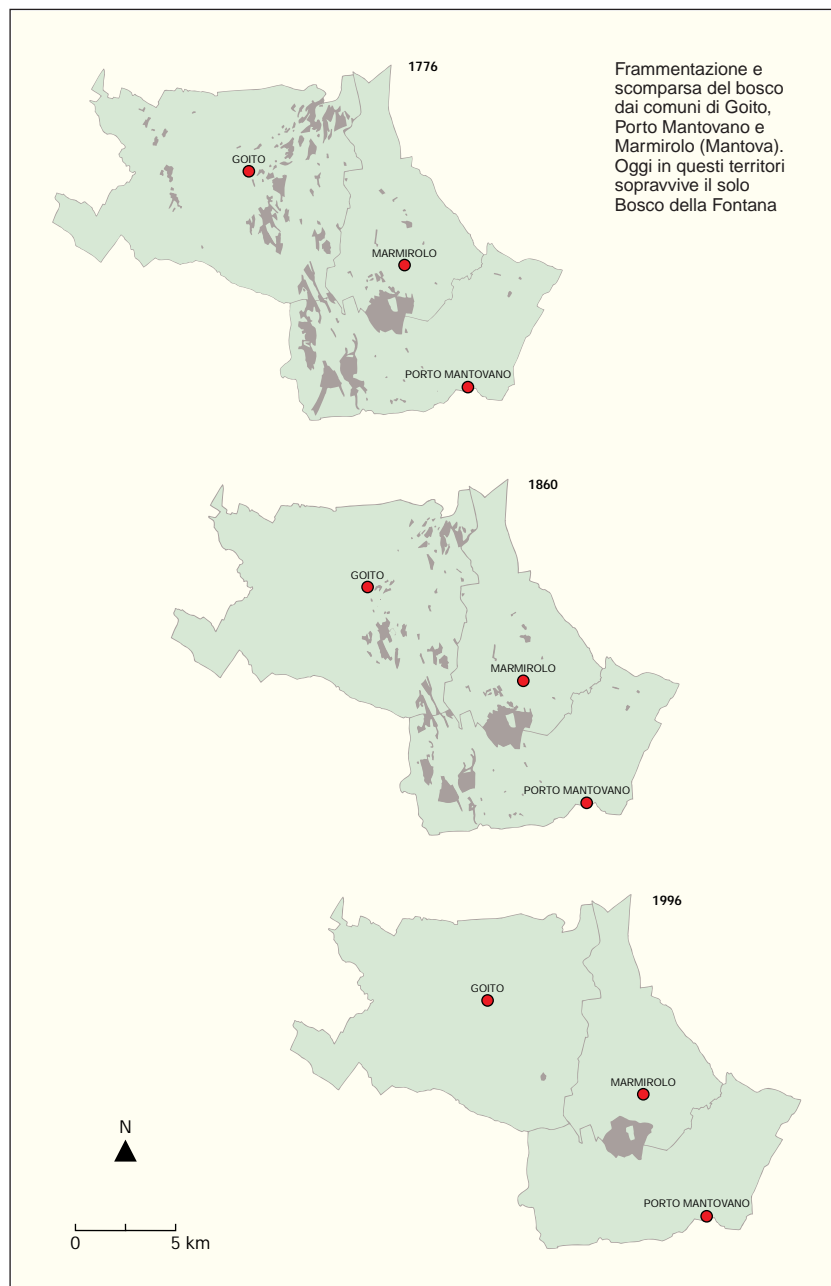 1776
Frammentazione e
scomparsa del bosco
dai comuni di Goito,
Porto Mantovano e
Marmirolo (Mantova).
Oggi in questi territori
sopravvive il solo
Bosco della Fontana
GOITO
MARMIROLO
PORTO MANTOVANO
1860
GOITO
MARMIROLO
PORTO MANTOVANO
1996
GOITO
MARMIROLO
PORTO MANTOVANO
N
0 5 km